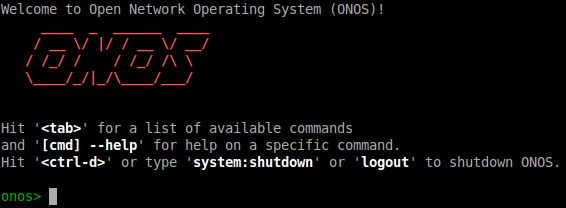 Welcome to Open Network Operating System (ONOS)!
ONOS
Hit '<tab>' for a list of available commands
and '[cmd] --help' for help on a specific command.
Hit '<ctrl-d>' or type 'system:shutdown' or 'logout' to shutdown ONOS.
onos>